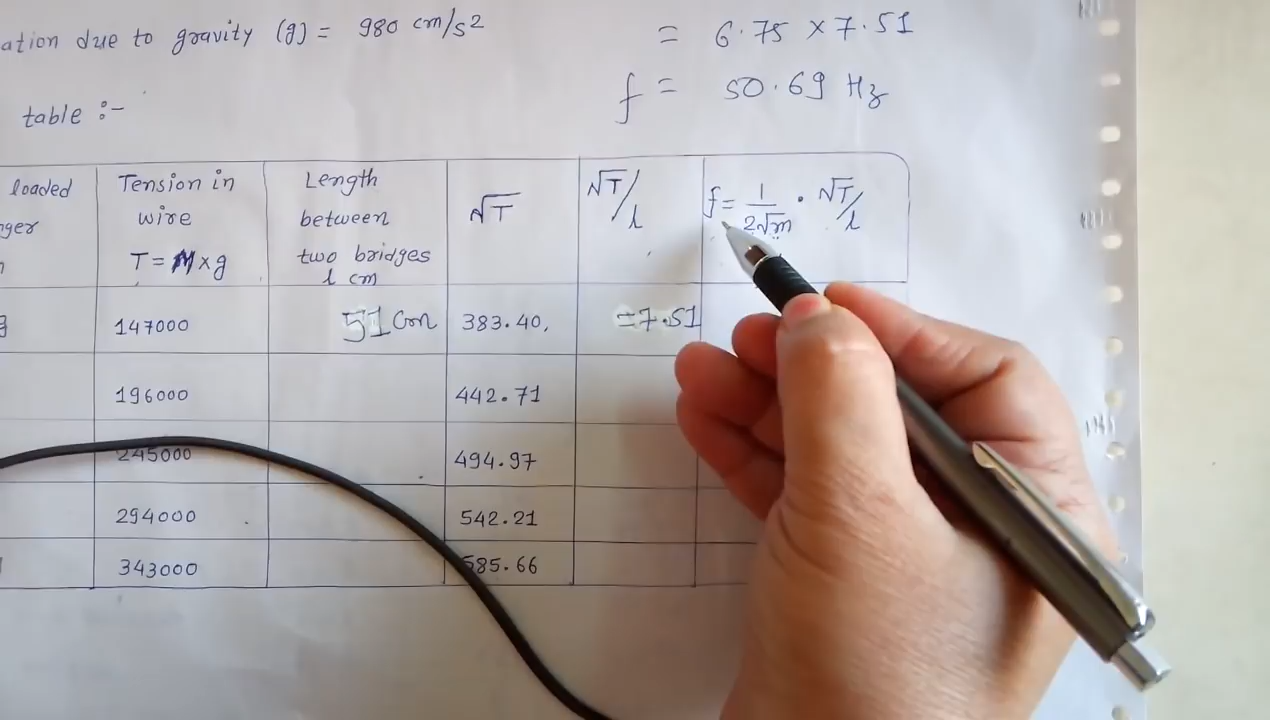 ation due to gravity (g) = 980 cm/s²
= 6.75 × 7.51
f = 50.69 Hz
table :-
loaded
ger
Tension in
wire
T = M×g
Length
between
two bridges
l cm
√T
√T/l
f = 1/2√m · √T/l
g 147000 51 Cm 383.40, =7.51
196000 442.71
245000 494.97
294000 542.21
343000 585.66